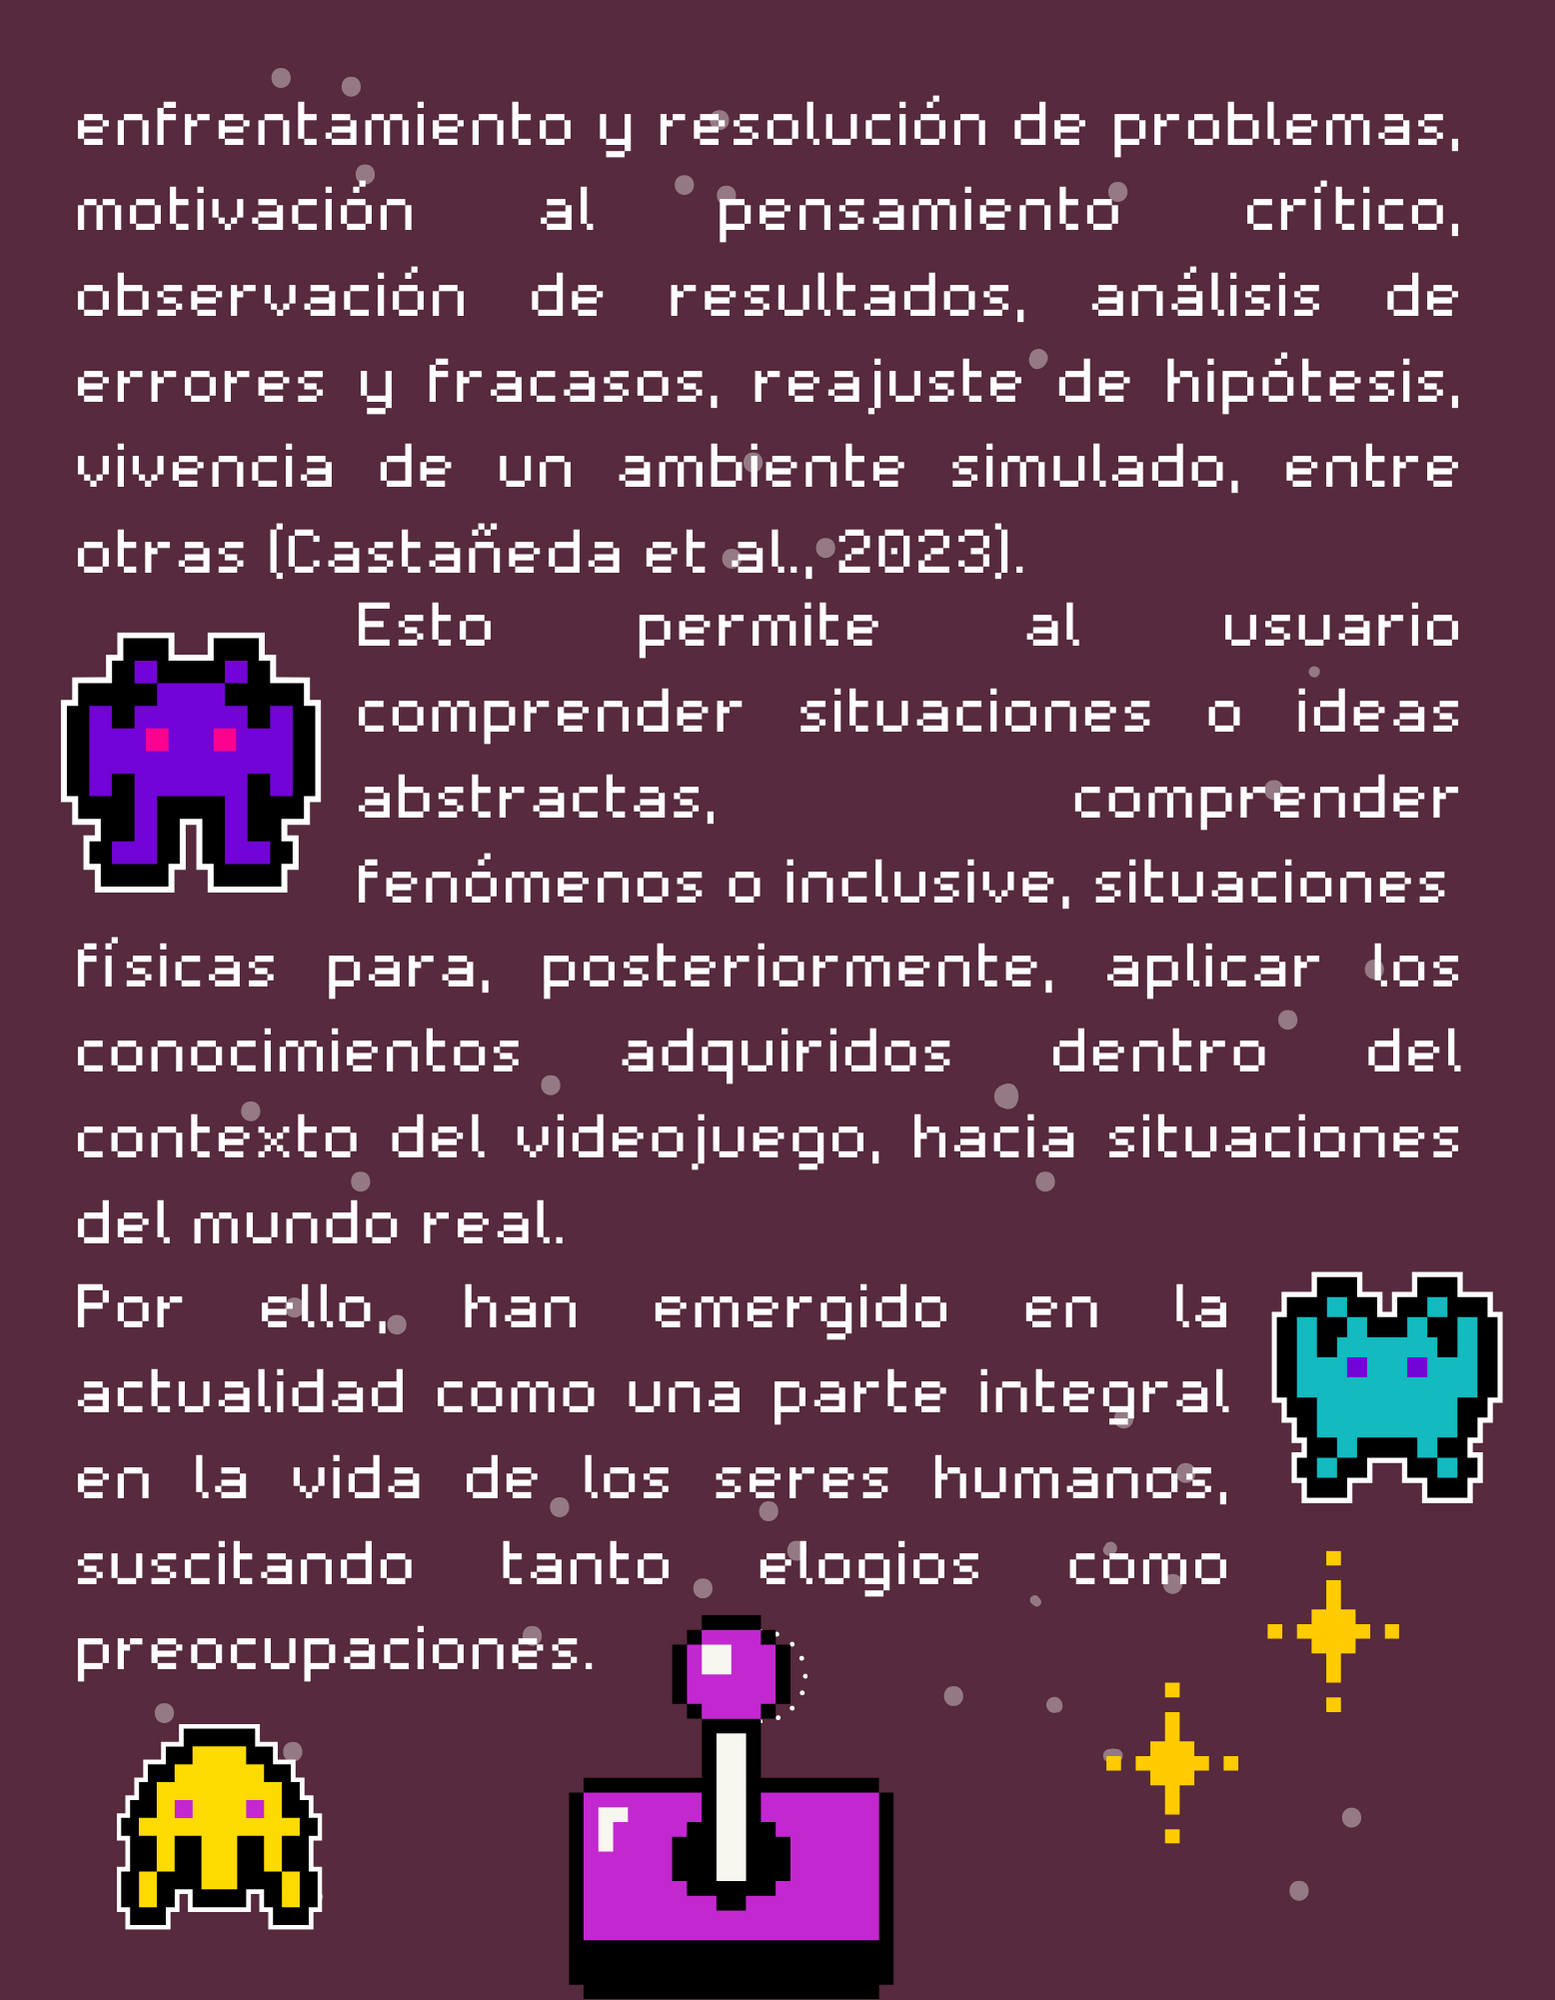 enfrentamiento y resolución de problemas,
motivación al pensamiento crítico,
observación de resultados, análisis de
errores y fracasos, reajuste de hipótesis,
vivencia de un ambiente simulado, entre
otras (Castañeda et al., 2023).
Esto permite al usuario
comprender situaciones o ideas
abstractas, comprender
fenómenos o inclusive, situaciones
físicas para, posteriormente, aplicar los
conocimientos adquiridos dentro del
contexto del videojuego, hacia situaciones
del mundo real.
Por ello, han emergido en la
actualidad como una parte integral
en la vida de los seres humanos,
suscitando tanto elogios como
preocupaciones.